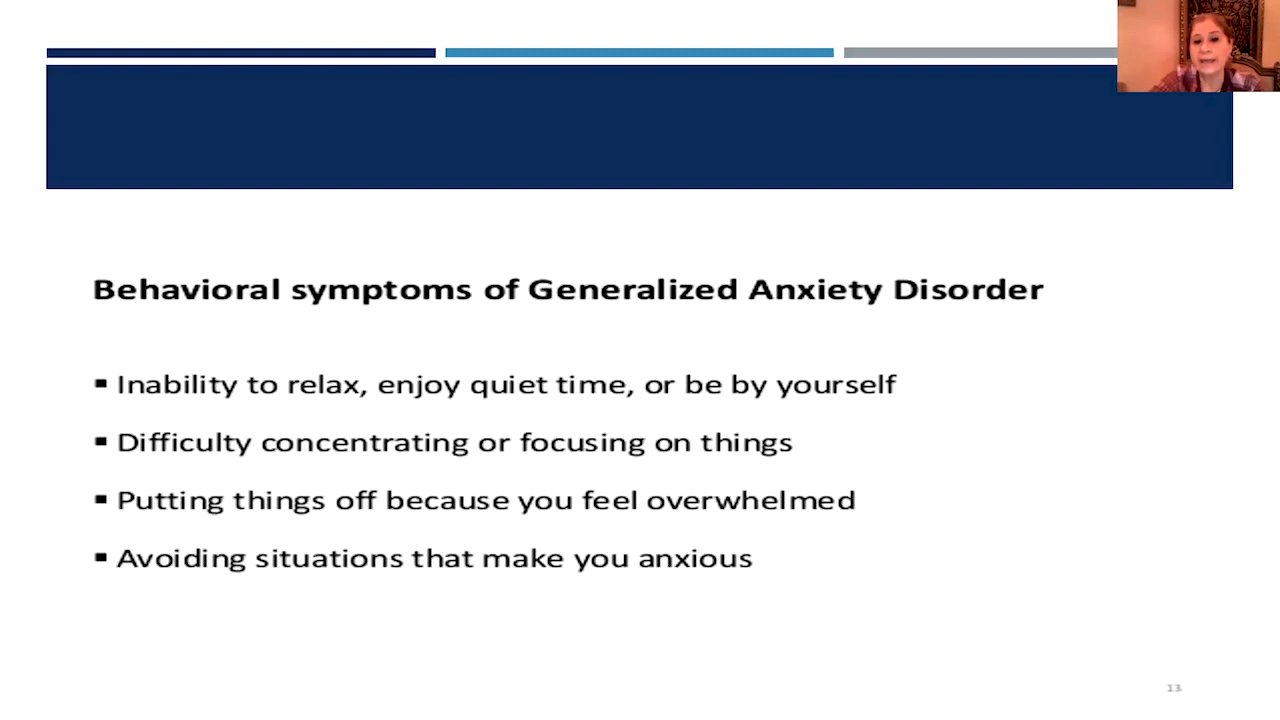 Behavioral symptoms of Generalized Anxiety Disorder
▪ Inability to relax, enjoy quiet time, or be by yourself
▪ Difficulty concentrating or focusing on things
▪ Putting things off because you feel overwhelmed
▪ Avoiding situations that make you anxious
13